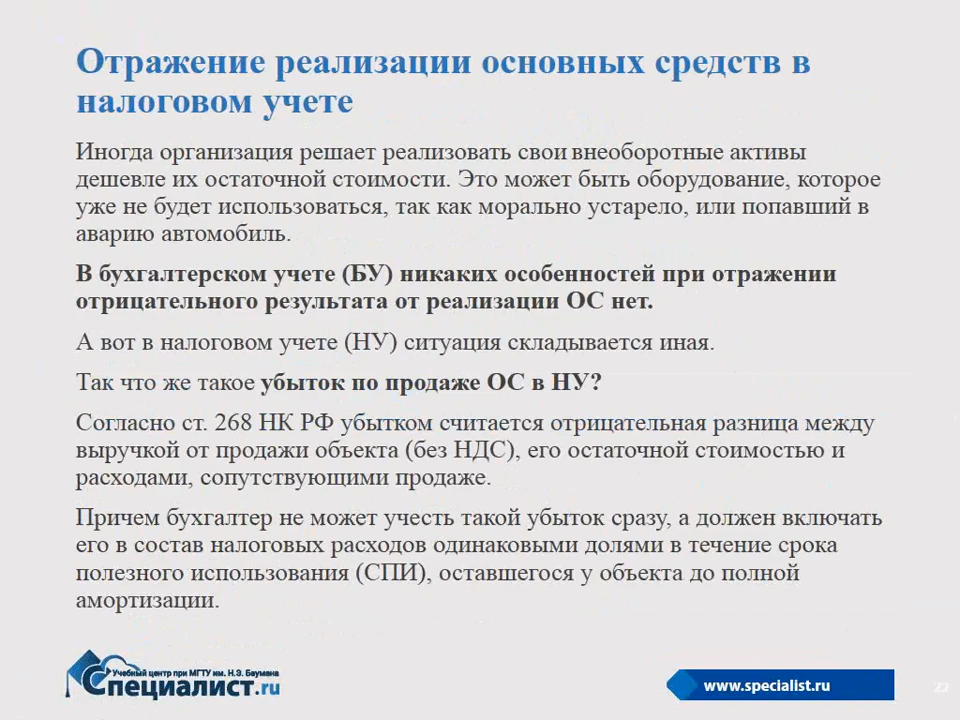 Отражение реализации основных средств в
налоговом учете
Иногда организация решает реализовать свои внеоборотные активы
дешевле их остаточной стоимости. Это может быть оборудование, которое
уже не будет использоваться, так как морально устарело, или попавший в
аварию автомобиль.
В бухгалтерском учете (БУ) никаких особенностей при отражении
отрицательного результата от реализации ОС нет.
А вот в налоговом учете (НУ) ситуация складывается иная.
Так что же такое убыток по продаже ОС в НУ?
Согласно ст. 268 НК РФ убытком считается отрицательная разница между
выручкой от продажи объекта (без НДС), его остаточной стоимостью и
расходами, сопутствующими продаже.
Причем бухгалтер не может учесть такой убыток сразу, а должен включать
его в состав налоговых расходов одинаковыми долями в течение срока
полезного использования (СПИ), оставшегося у объекта до полной
амортизации.
Учебный центр при МГТУ им. Н.Э. Баумана
Специалист.ru
www.specialist.ru
22